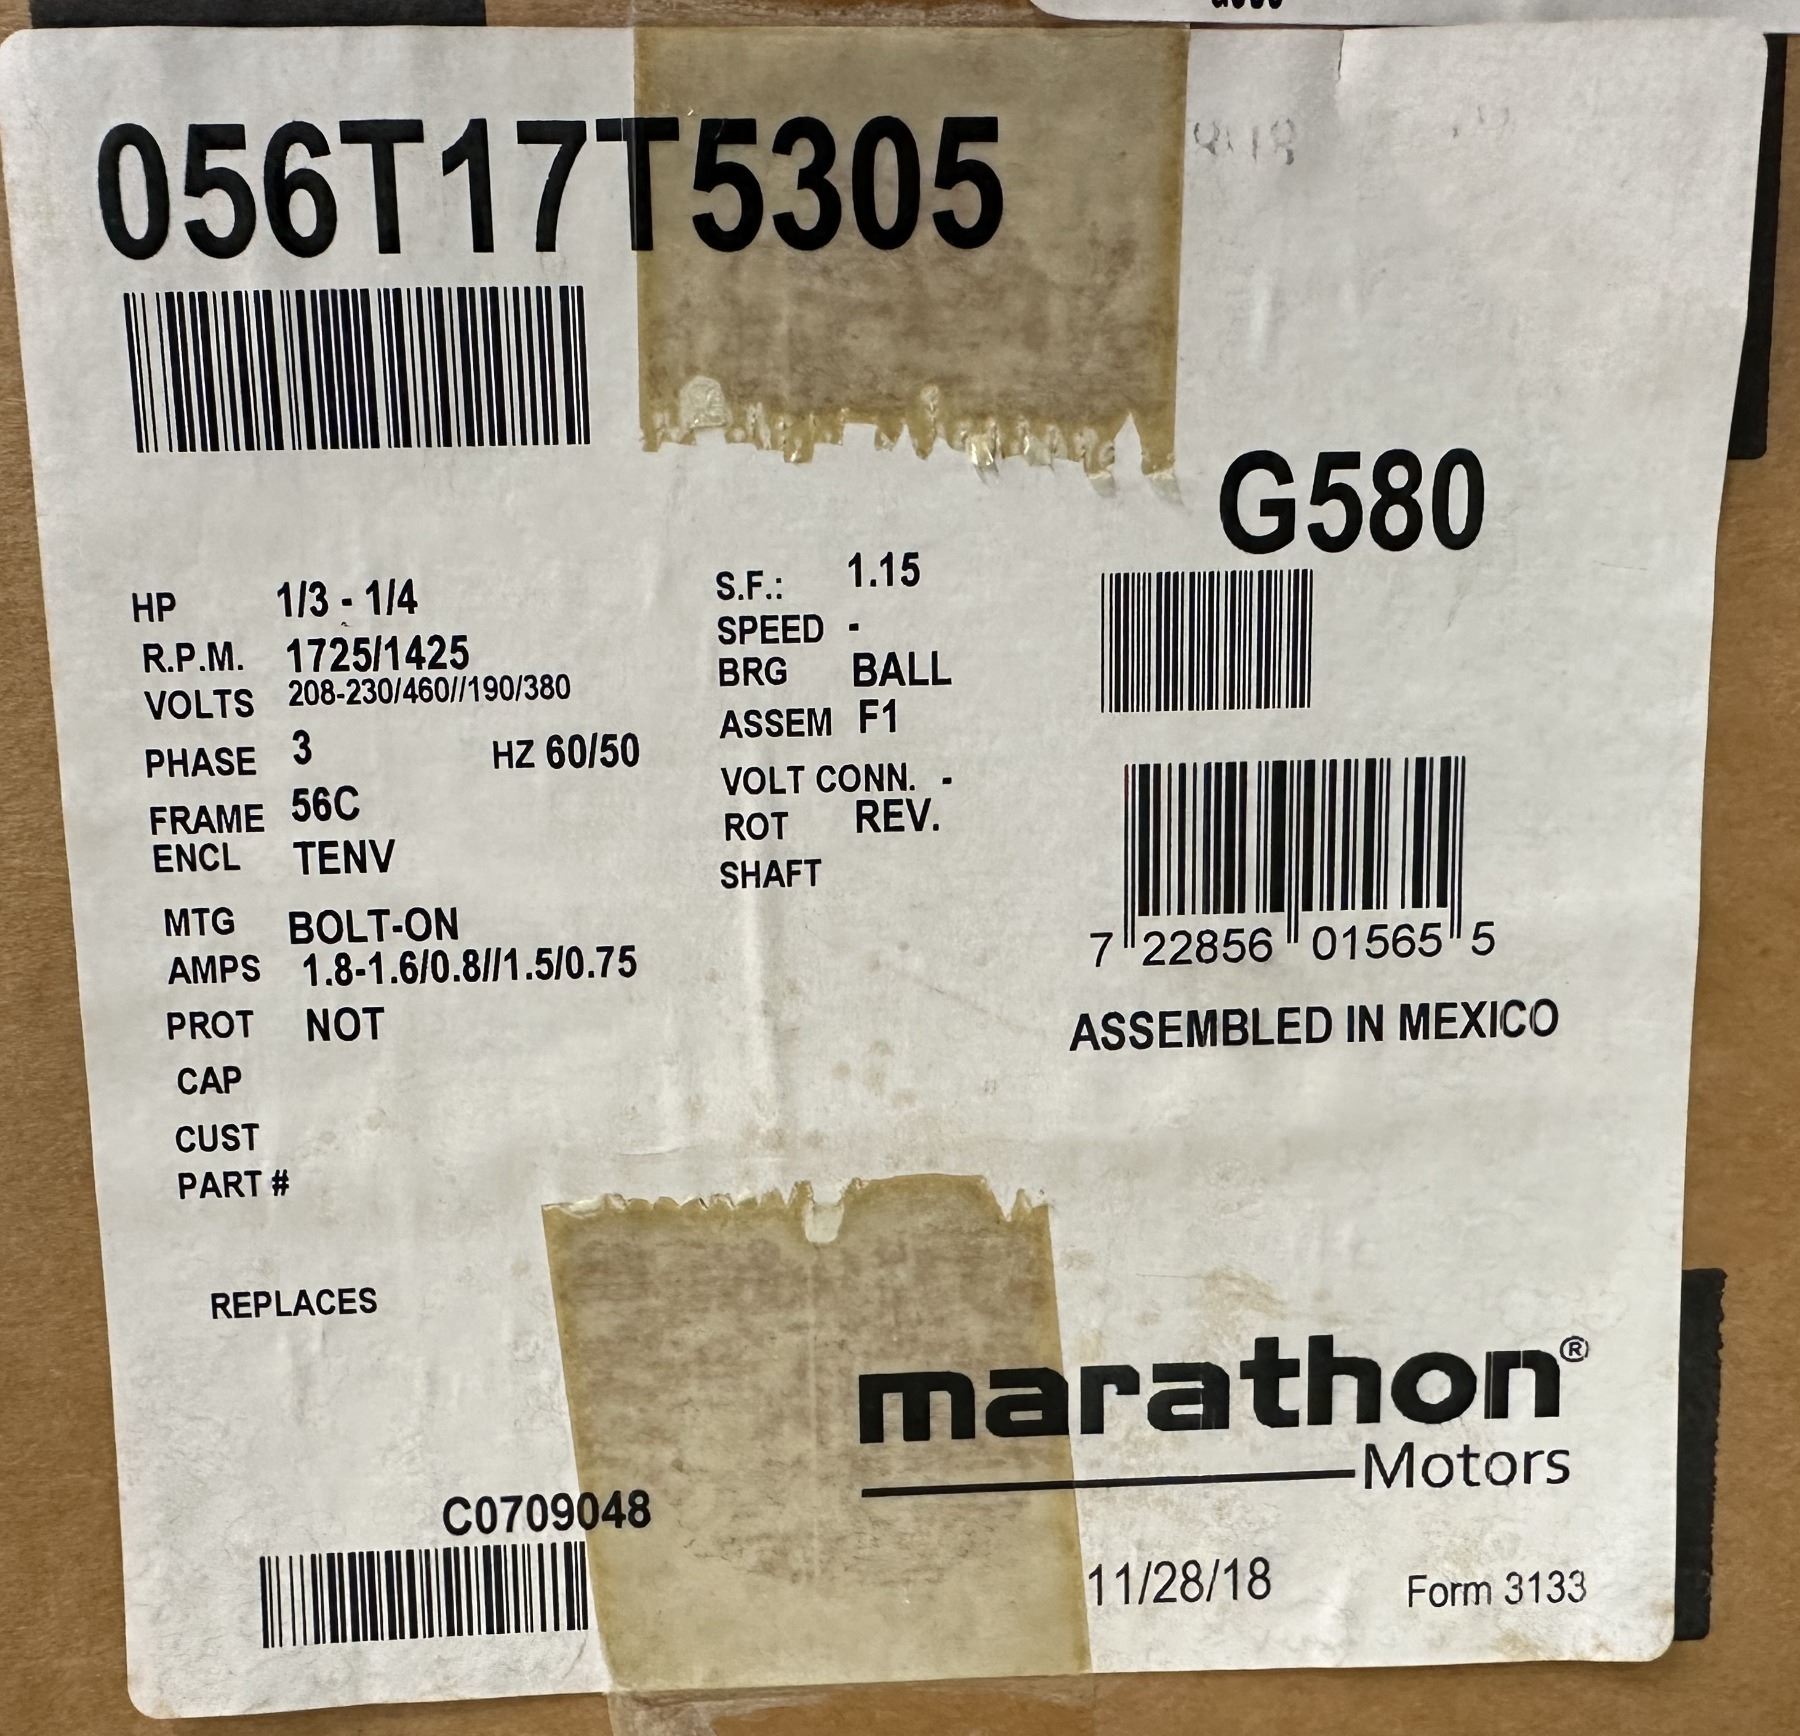 056T17T5305
G580
HP 1/3 - 1/4
R.P.M. 1725/1425
VOLTS 208-230/460//190/380
PHASE 3 HZ 60/50
FRAME 56C
ENCL TENV
MTG BOLT-ON
AMPS 1.8-1.6/0.8//1.5/0.75
PROT NOT
CAP
CUST
PART #
S.F.: 1.15
SPEED -
BRG BALL
ASSEM F1
VOLT CONN. -
ROT REV.
SHAFT
7 22856 01565 5
ASSEMBLED IN MEXICO
REPLACES
marathon®
Motors
C0709048
11/28/18
Form 3133